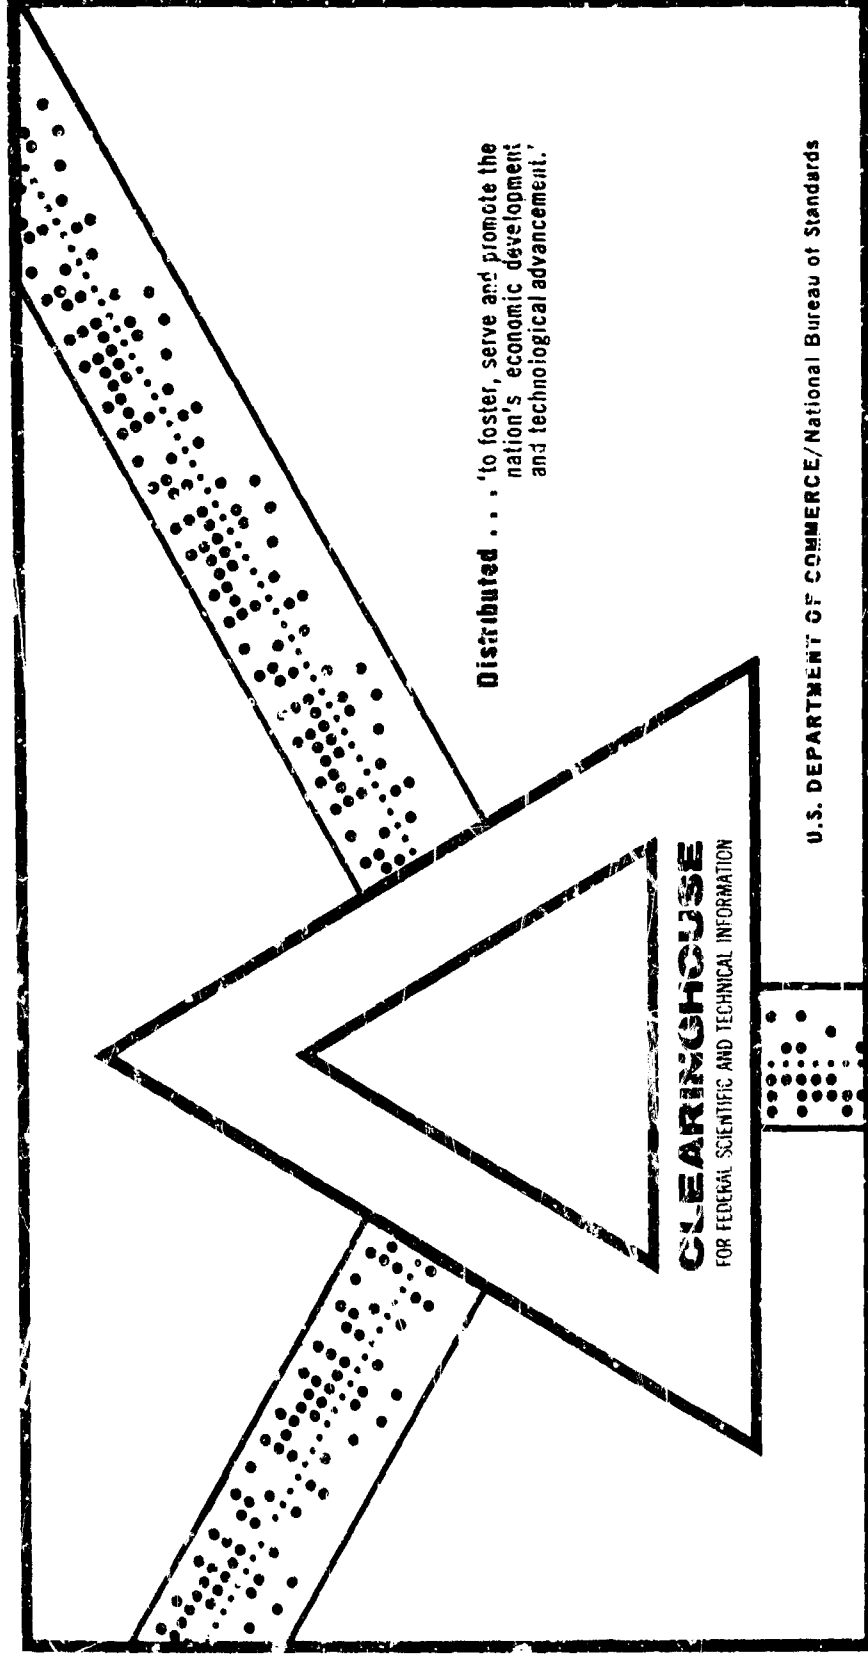 Distributed . . . 'to foster, serve and promote the
nation's economic development
and technological advancement.'
CLEARINGHOUSE
FOR FEDERAL SCIENTIFIC AND TECHNICAL INFORMATION
U.S. DEPARTMENT OF COMMERCE/National Bureau of Standards